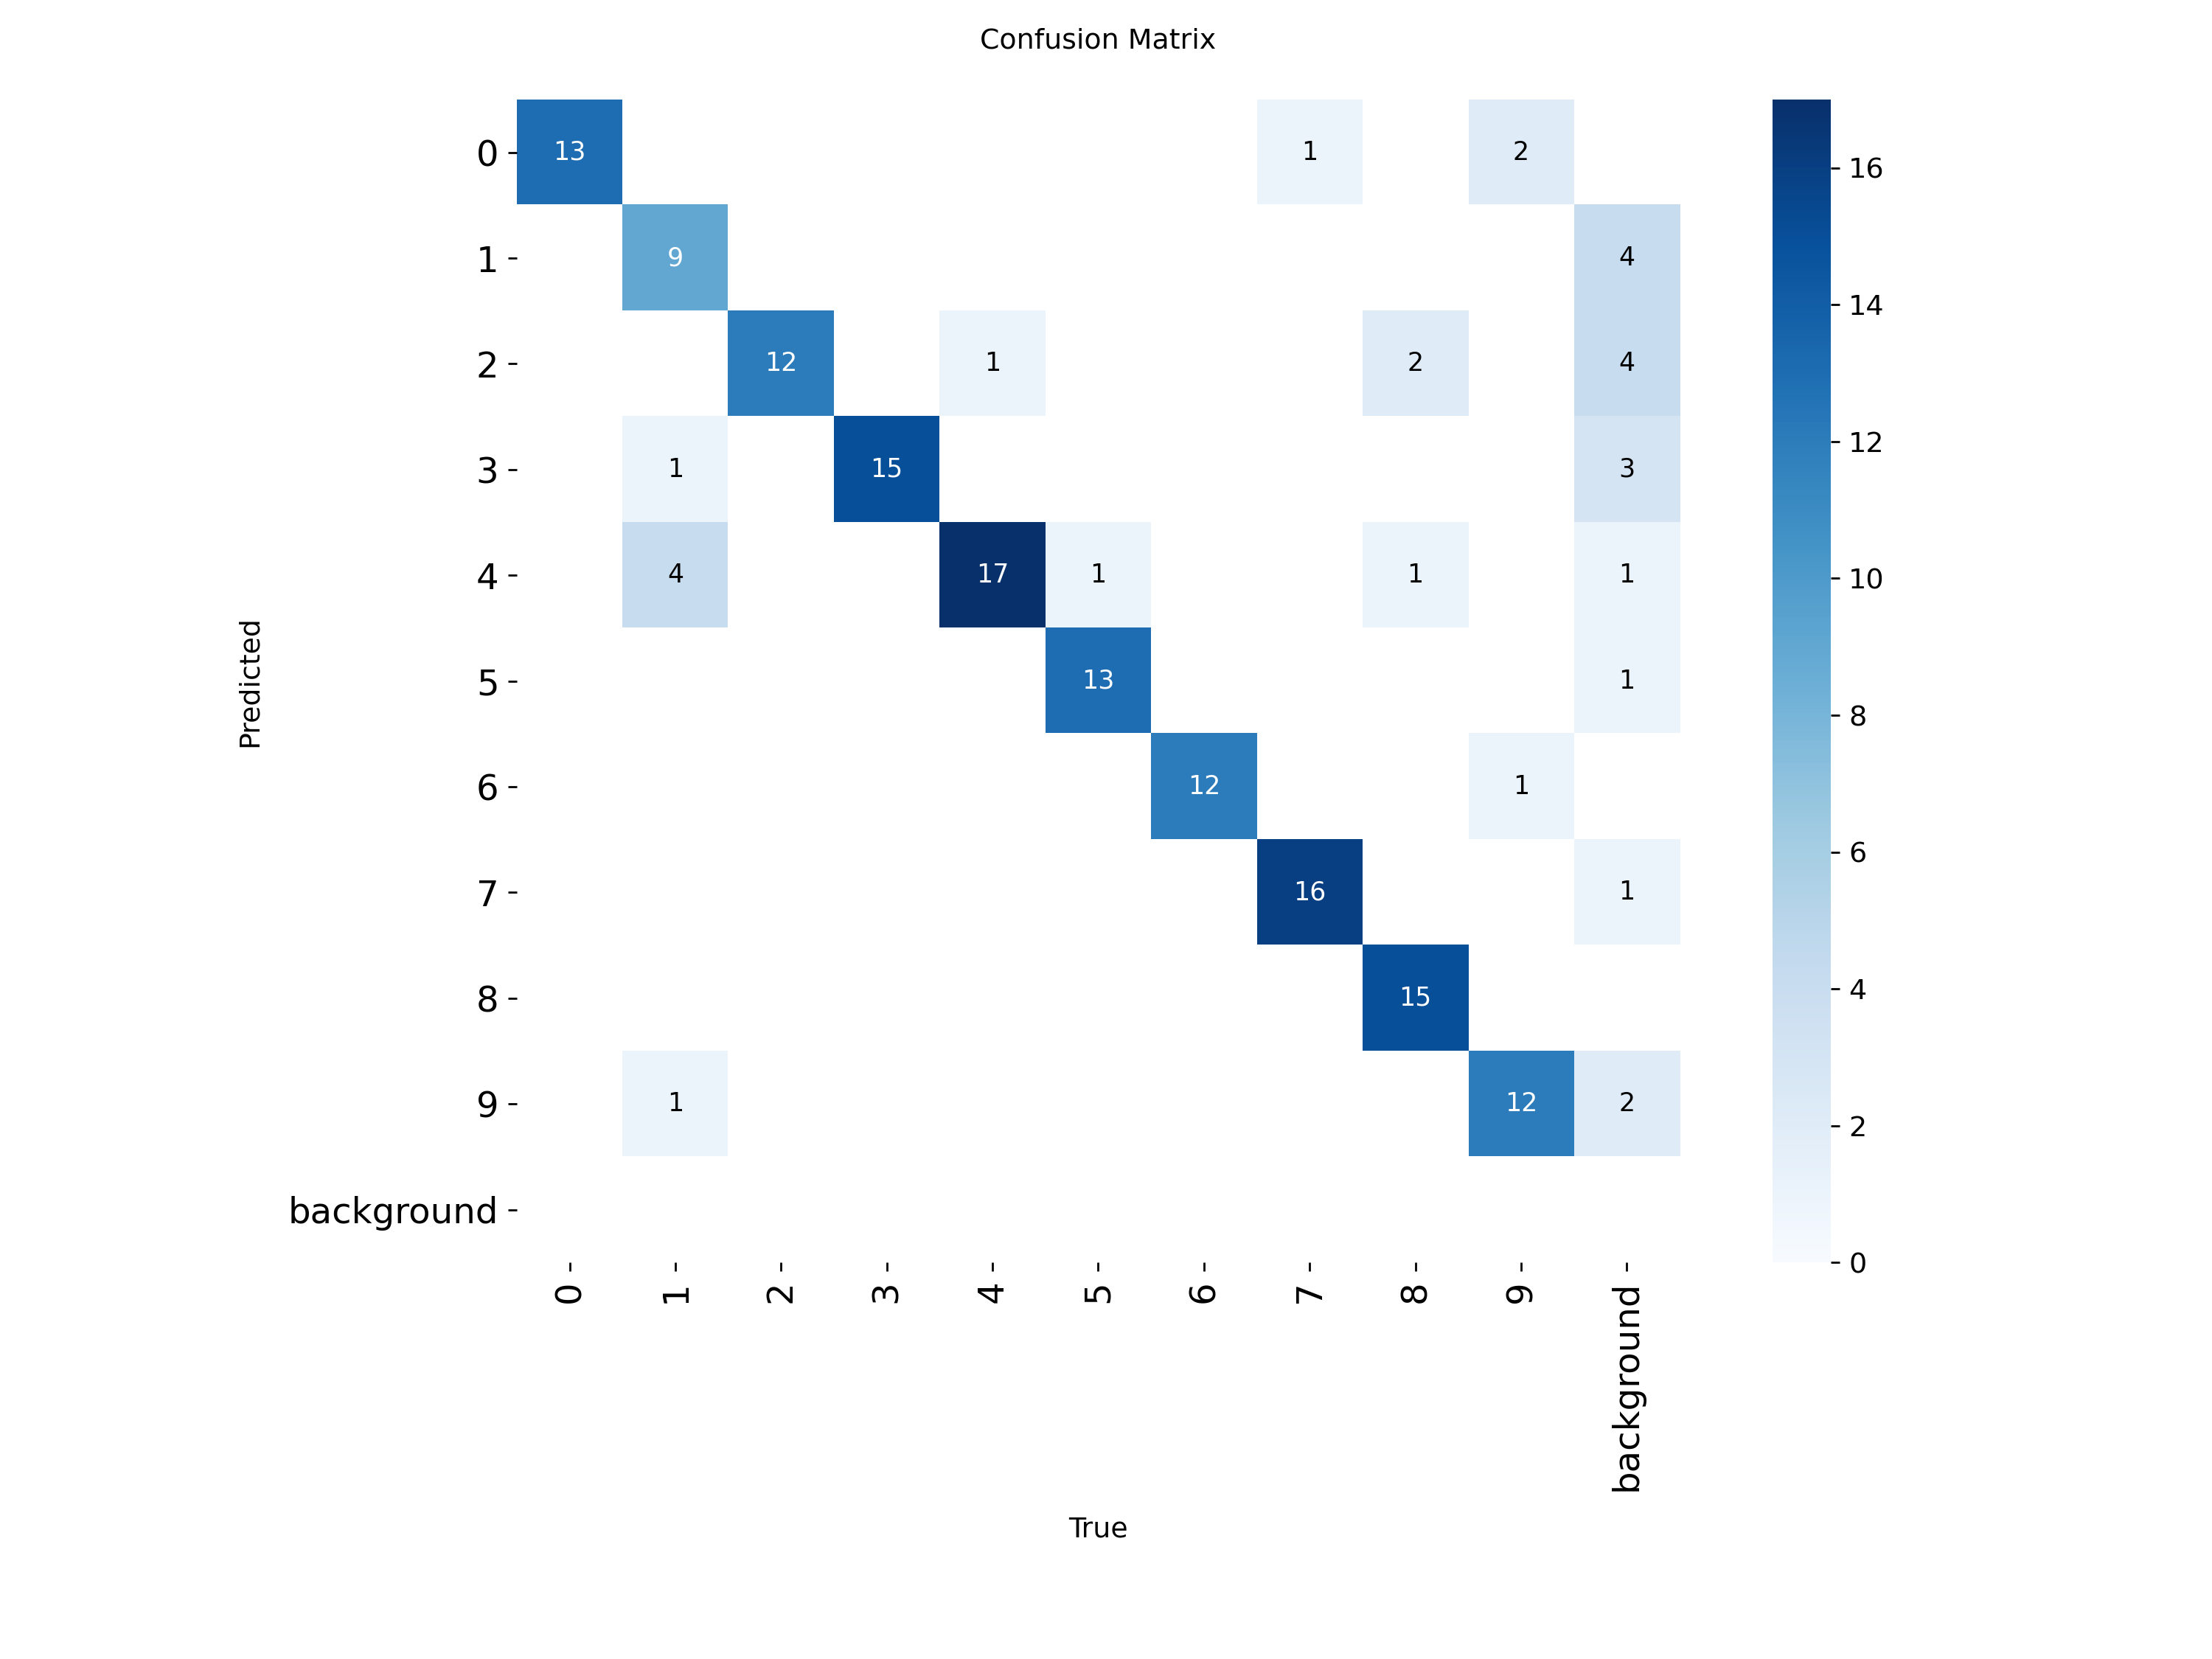 Confusion Matrix
0 13 1 2
1 9 4
2 12 1 2 4
3 1 15 3
4 4 17 1 1 1
5 13 1
6 12 1
7 16 1
8 15
9 1 12 2
background
0 1 2 3 4 5 6 7 8 9 background
Predicted
True
16
14
12
10
8
6
4
2
0